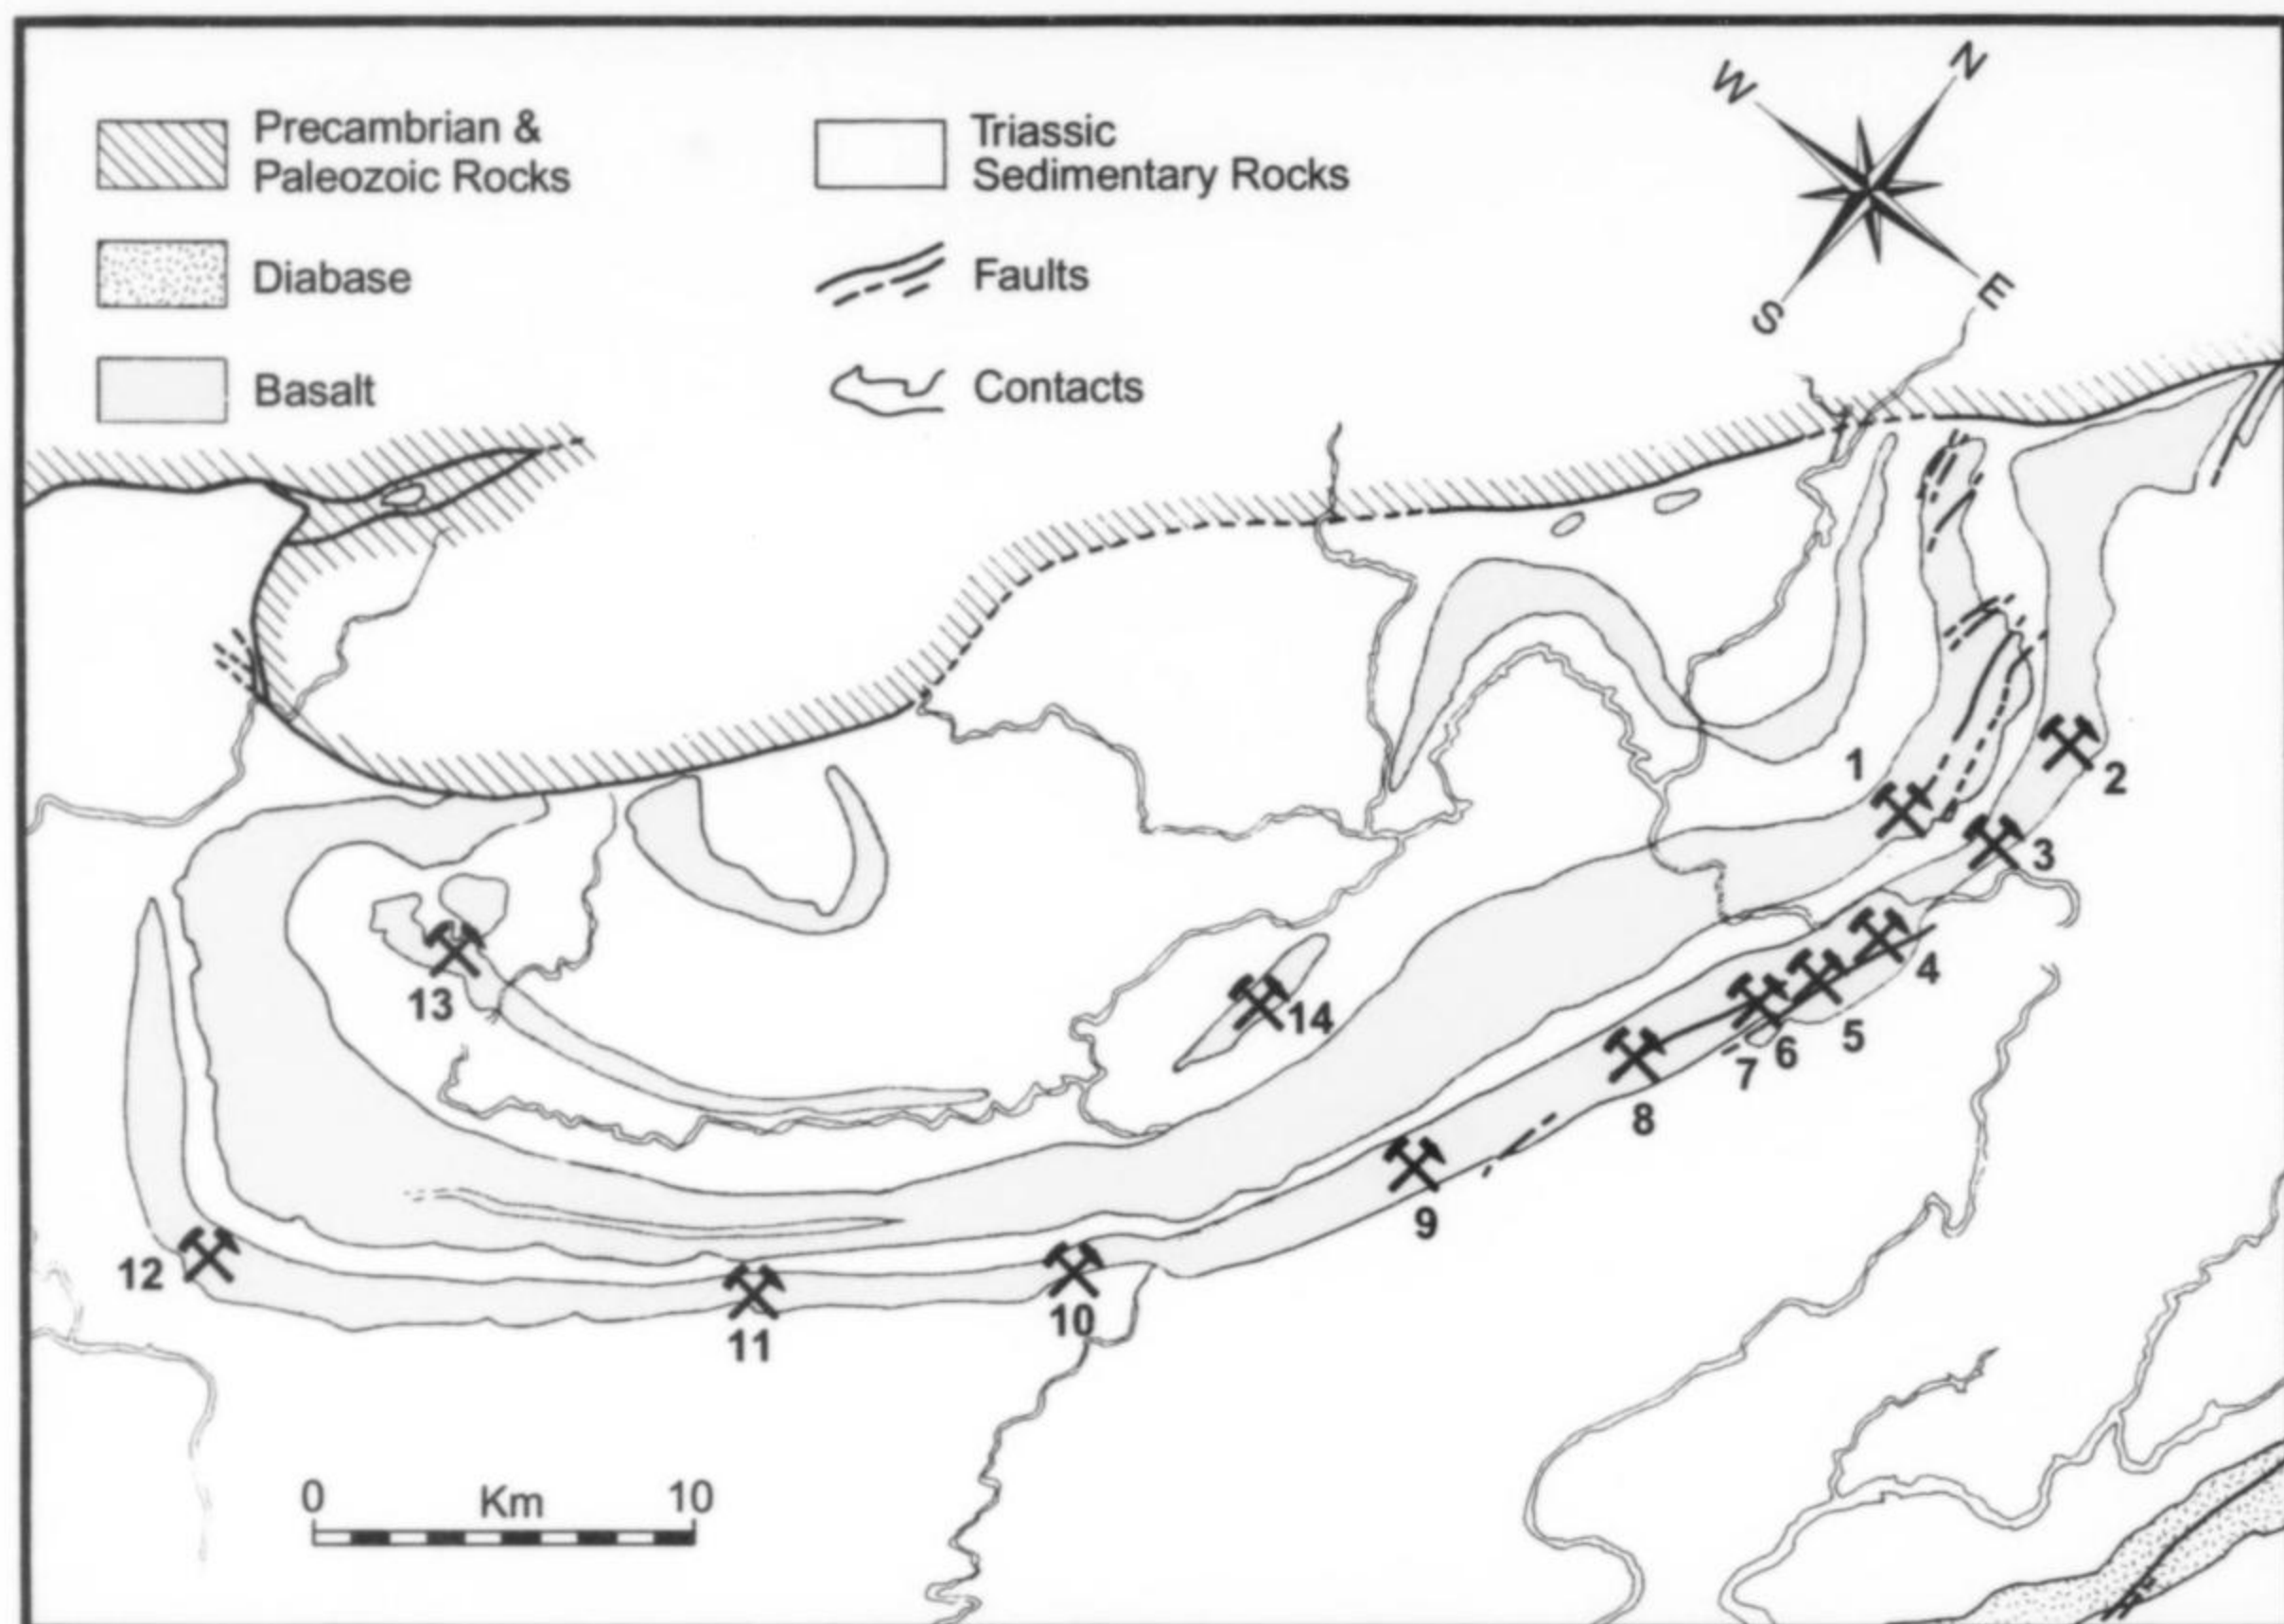 Precambrian &
Paleozoic Rocks
Diabase
Basalt
Triassic
Sedimentary Rocks
Faults
Contacts
W
N
S
E
1
2
3
4
5
6
7
8
9
10
11
12
13
14
0
Km
10